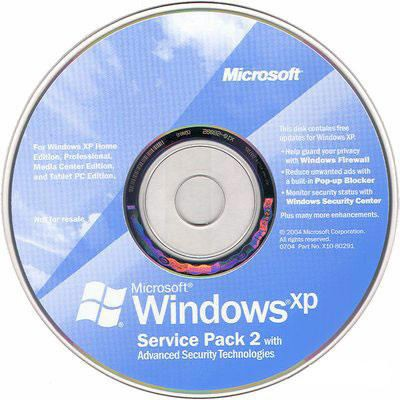 Microsoft®
For Windows XP Home
Edition, Professional,
Media Center Edition,
and Tablet PC Edition.
Not for resale.
This disk contains free
updates for Windows XP.
• Help guard your privacy
with Windows Firewall
• Reduce unwanted ads with
a built-in Pop-up Blocker
• Monitor security status with
Windows Security Center
Plus many more enhancements.
© 2004 Microsoft Corporation.
All rights reserved.
0704 Part No. X10-80291
Microsoft®
Windows®xp
Service Pack 2 with
Advanced Security Technologies